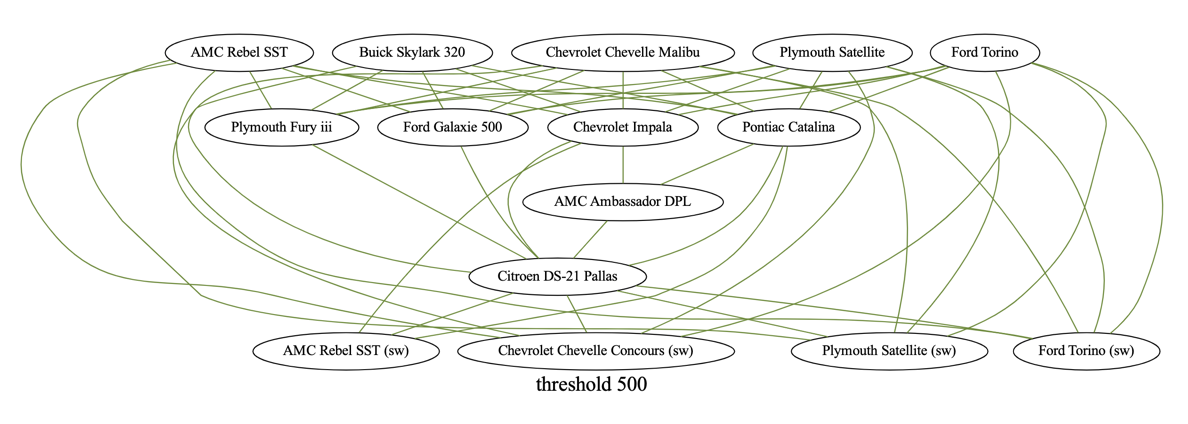 AMC Rebel SST
Buick Skylark 320
Chevrolet Chevelle Malibu
Plymouth Satellite
Ford Torino
Plymouth Fury iii
Ford Galaxie 500
Chevrolet Impala
Pontiac Catalina
AMC Ambassador DPL
Citroen DS-21 Pallas
AMC Rebel SST (sw)
Chevrolet Chevelle Concours (sw)
Plymouth Satellite (sw)
Ford Torino (sw)
threshold 500